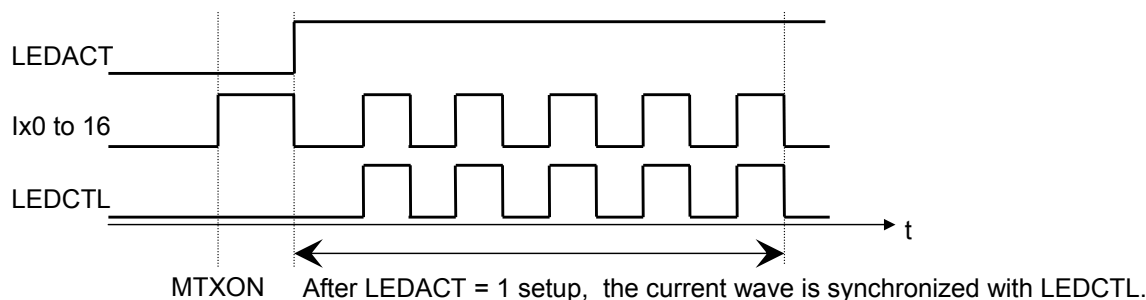 LEDACT
Ix0 to 16
LEDCTL
t
MTXON
After LEDACT = 1 setup, the current wave is synchronized with LEDCTL.